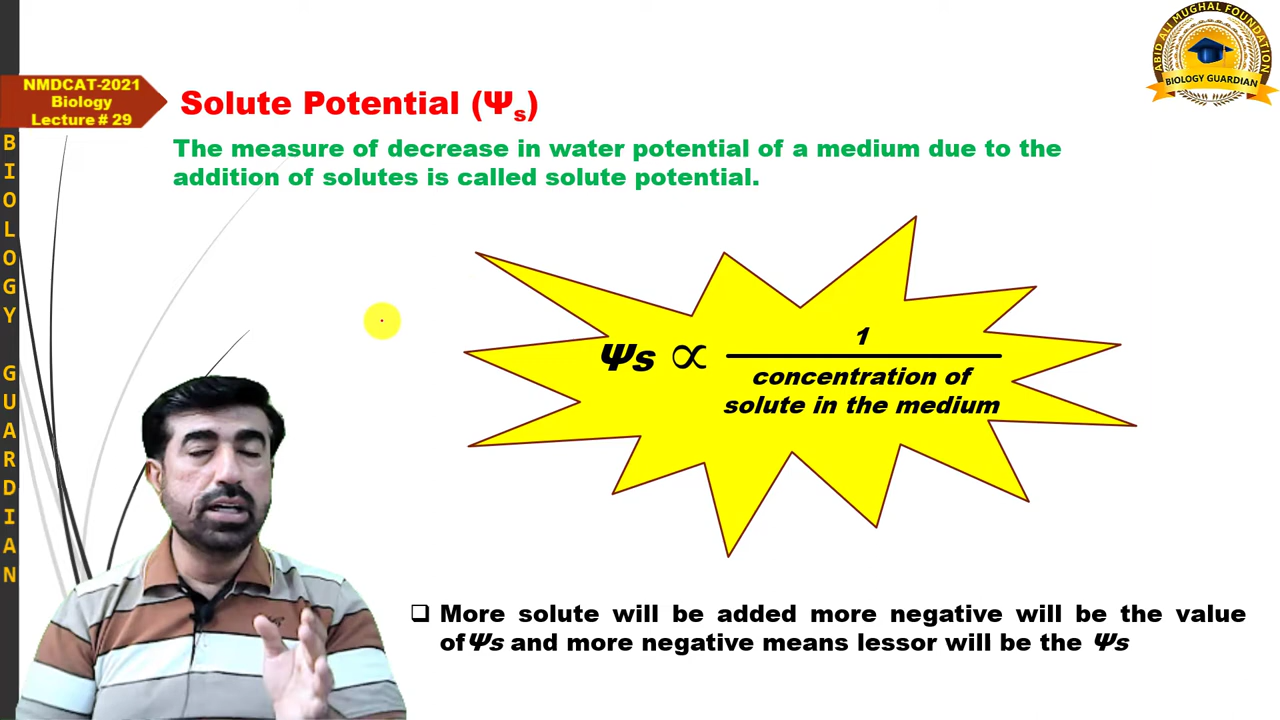 ABID ALI MUGHAL FOUNDATION
BIOLOGY GUARDIAN
NMDCAT-2021
Biology
Lecture # 29
BIOLOGY GUARDIAN
Solute Potential (Ψs)
The measure of decrease in water potential of a medium due to the
addition of solutes is called solute potential.
Ψs ∝ 1
concentration of
solute in the medium
❑ More solute will be added more negative will be the value
ofΨs and more negative means lessor will be the Ψs